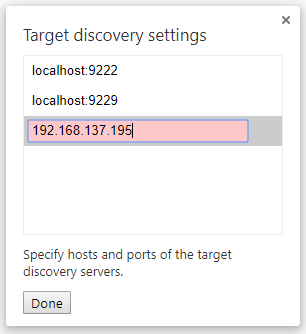 Target discovery settings
localhost:9222
localhost:9229
192.168.137.195
Specify hosts and ports of the target
discovery servers.
Done